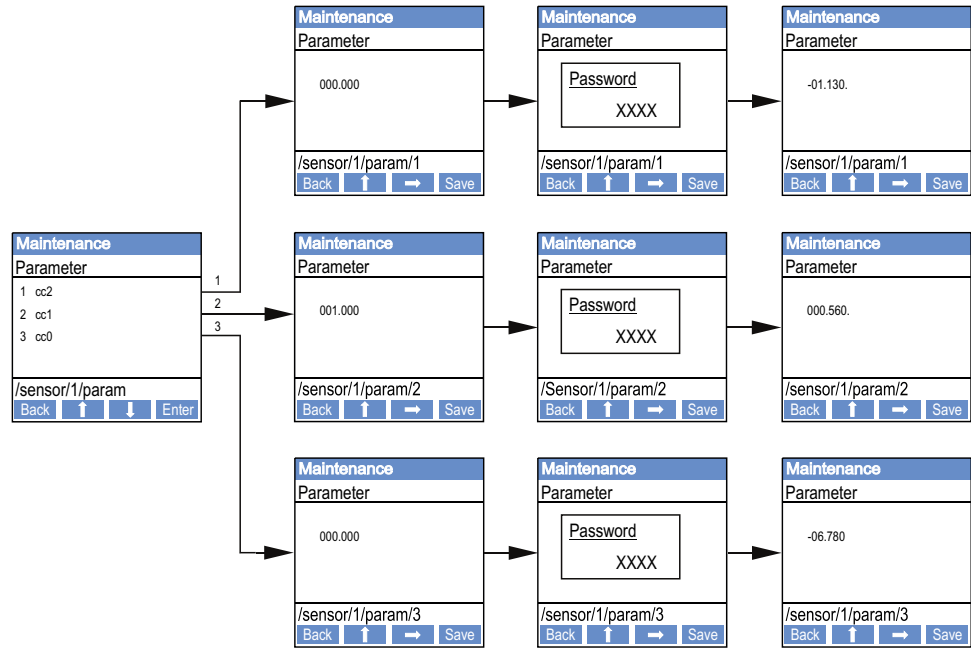 Maintenance
Parameter
000.000
/sensor/1/param/1
Back Save
Maintenance
Parameter
Password
XXXX
/sensor/1/param/1
Back Save
Maintenance
Parameter
-01.130.
/sensor/1/param/1
Back Save
Maintenance
Parameter
1 cc2
2 cc1
3 cc0
/sensor/1/param
Back Enter
1
2
3
Maintenance
Parameter
001.000
/sensor/1/param/2
Back Save
Maintenance
Parameter
Password
XXXX
/Sensor/1/param/2
Back Save
Maintenance
Parameter
000.560.
/sensor/1/param/2
Back Save
Maintenance
Parameter
000.000
/sensor/1/param/3
Back Save
Maintenance
Parameter
Password
XXXX
/sensor/1/param/3
Back Save
Maintenance
Parameter
-06.780
/sensor/1/param/3
Back Save